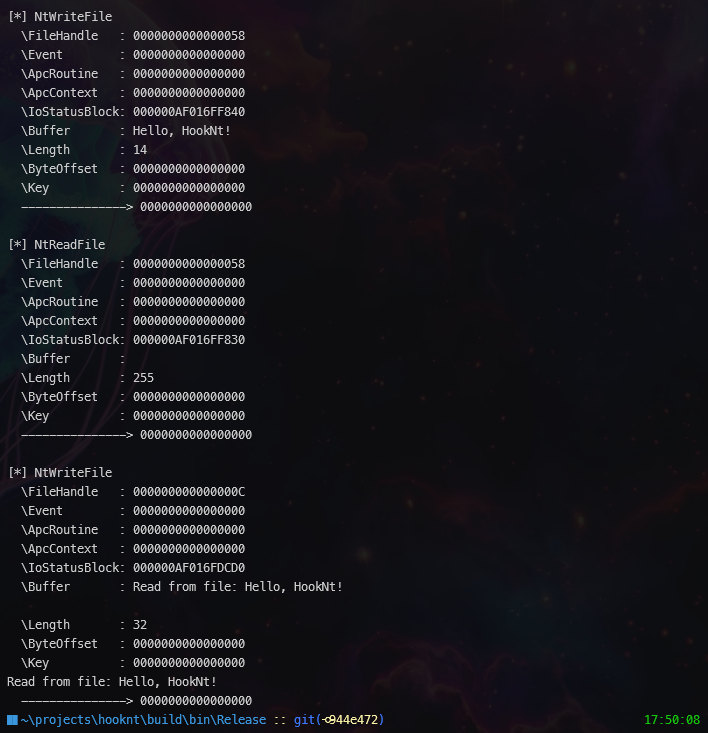 [*] NtWriteFile
\FileHandle   : 0000000000000058
\Event        : 0000000000000000
\ApcRoutine   : 0000000000000000
\ApcContext   : 0000000000000000
\IoStatusBlock: 000000AF016FF840
\Buffer       : Hello, HookNt!
\Length       : 14
\ByteOffset   : 0000000000000000
\Key          : 0000000000000000
———————————————> 0000000000000000
[*] NtReadFile
\FileHandle   : 0000000000000058
\Event        : 0000000000000000
\ApcRoutine   : 0000000000000000
\ApcContext   : 0000000000000000
\IoStatusBlock: 000000AF016FF830
\Buffer       :
\Length       : 255
\ByteOffset   : 0000000000000000
\Key          : 0000000000000000
———————————————> 0000000000000000
[*] NtWriteFile
\FileHandle   : 000000000000000C
\Event        : 0000000000000000
\ApcRoutine   : 0000000000000000
\ApcContext   : 0000000000000000
\IoStatusBlock: 000000AF016FDCD0
\Buffer       : Read from file: Hello, HookNt!
\Length       : 32
\ByteOffset   : 0000000000000000
\Key          : 0000000000000000
Read from file: Hello, HookNt!
———————————————> 0000000000000000
~\projects\hooknt\build\bin\Release :: git(944e472) 17:50:08